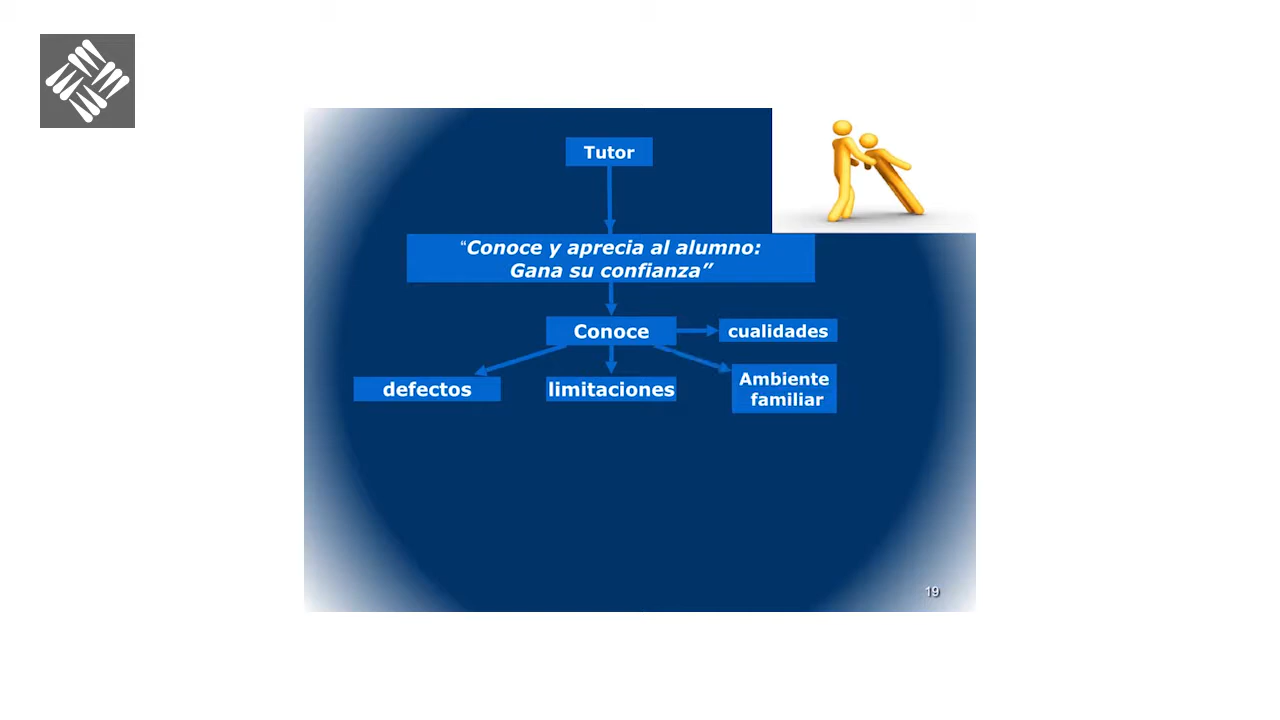 Tutor
“Conoce y aprecia al alumno:
Gana su confianza”
Conoce
cualidades
defectos
limitaciones
Ambiente
familiar
19